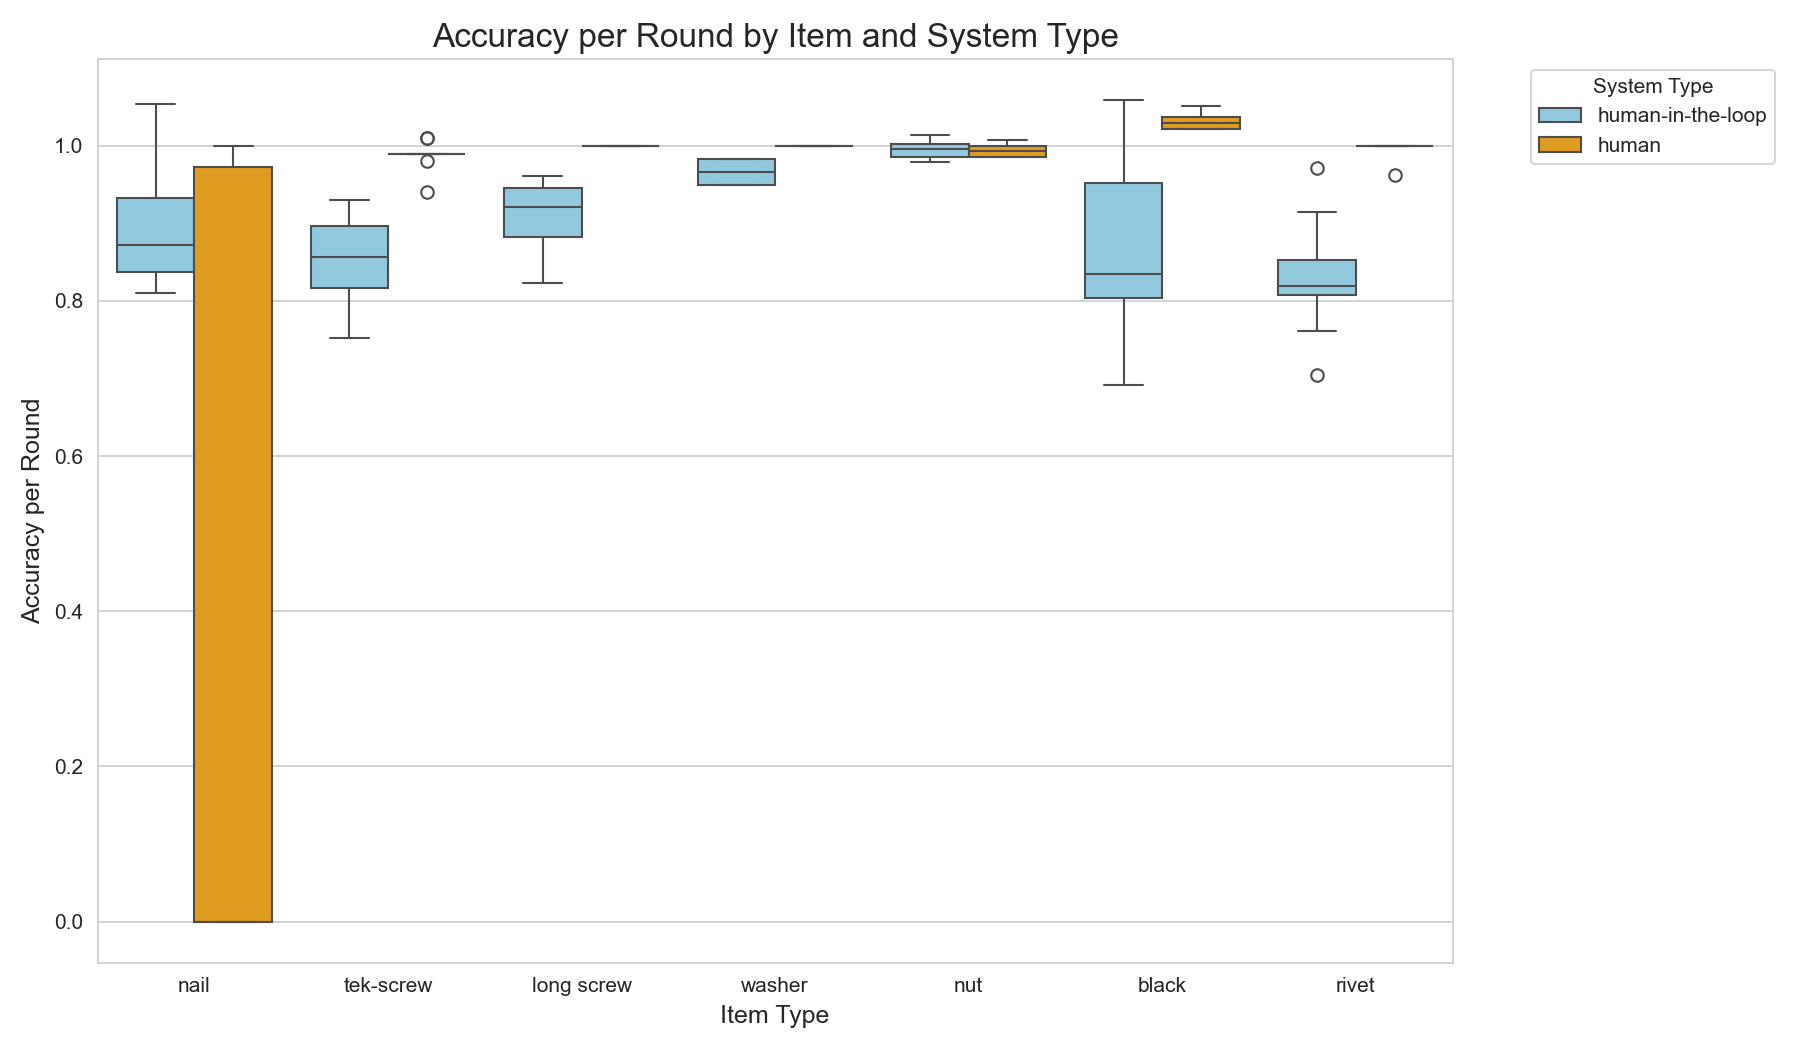 Accuracy per Round by Item and System Type
System Type
human-in-the-loop
human
Accuracy per Round
1.0
0.8
0.6
0.4
0.2
0.0
nail
tek-screw
long screw
washer
nut
black
rivet
Item Type